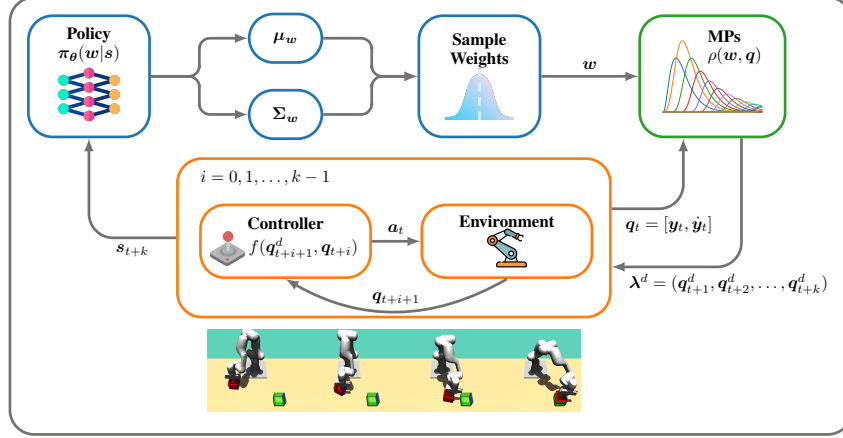 Policy
π_θ(w|s)
μ_w
Σ_w
Sample
Weights
w
MPs
ρ(w, q)
i = 0, 1, . . . , k − 1
Controller
f(q^d_{t+i+1}, q_{t+i})
a_t
Environment
q_{t+i+1}
s_{t+k}
q_t = [y_t, ẏ_t]
λ^d = (q^d_{t+1}, q^d_{t+2}, . . . , q^d_{t+k})